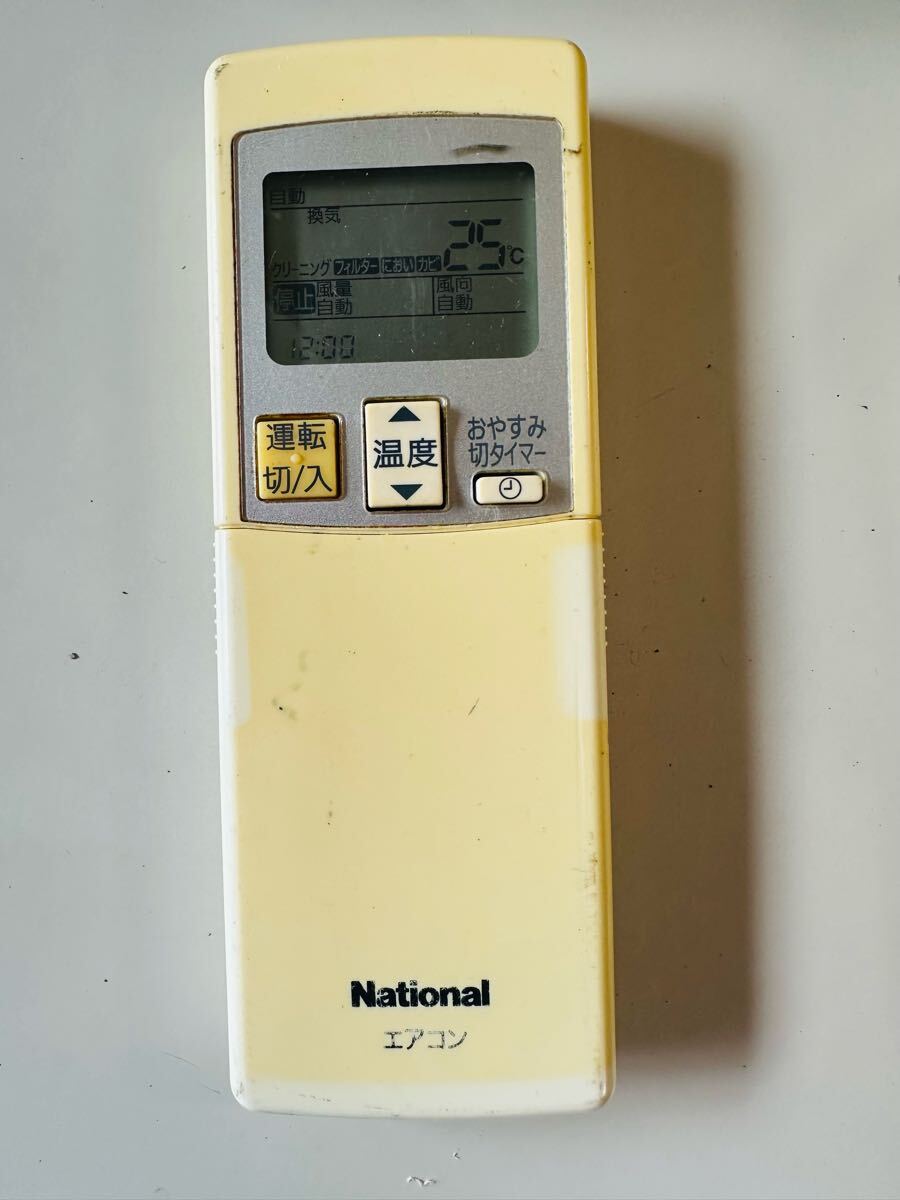 自動
換気
25℃
クリーニング フィルター におい カビ
停止 風量 自動 風向 自動
12:00
運転 切/入
温度
おやすみ
切タイマー
National
エアコン